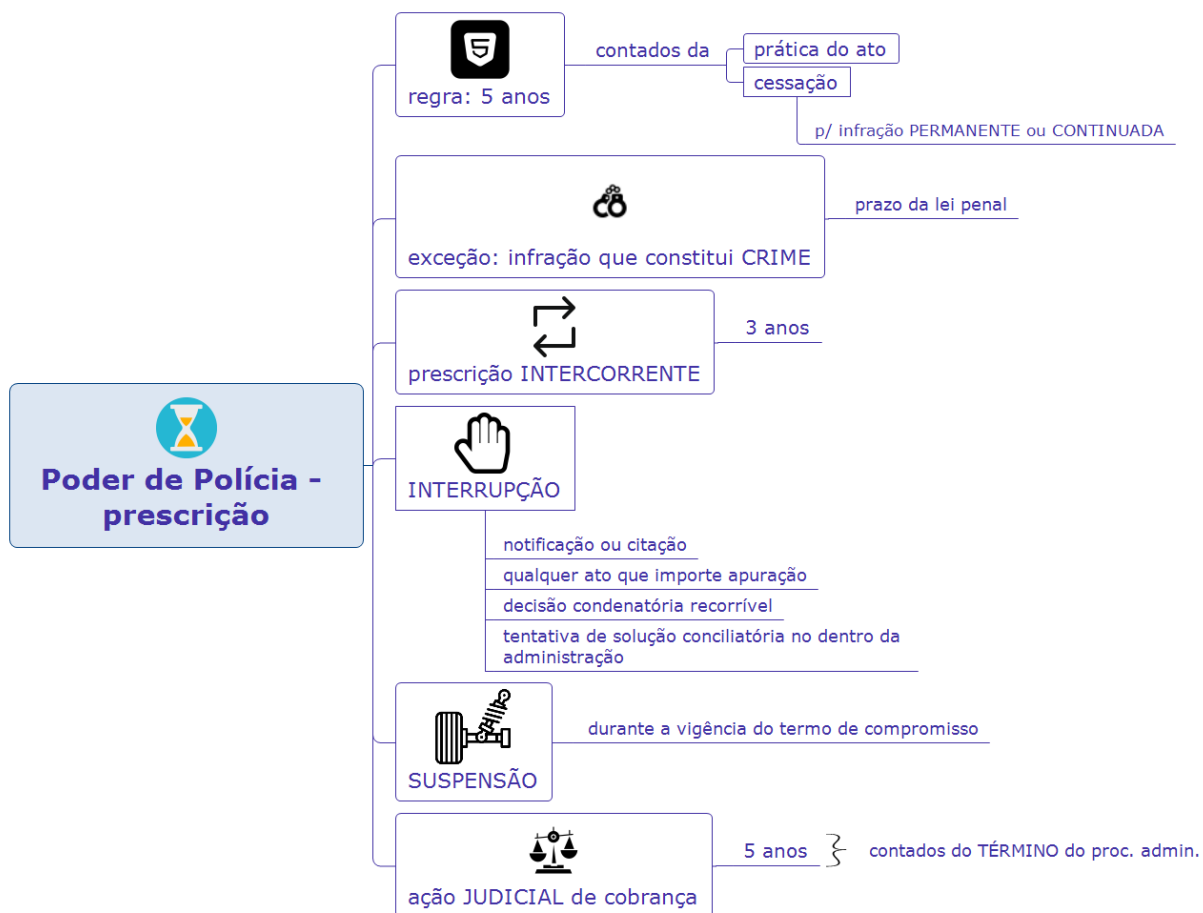 Poder de Polícia -
prescrição
regra: 5 anos
contados da
prática do ato
cessação
p/ infração PERMANENTE ou CONTINUADA
exceção: infração que constitui CRIME
prazo da lei penal
prescrição INTERCORRENTE
3 anos
INTERRUPÇÃO
notificação ou citação
qualquer ato que importe apuração
decisão condenatória recorrível
tentativa de solução conciliatória no dentro da
administração
SUSPENSÃO
durante a vigência do termo de compromisso
ação JUDICIAL de cobrança
5 anos
contados do TÉRMINO do proc. admin.